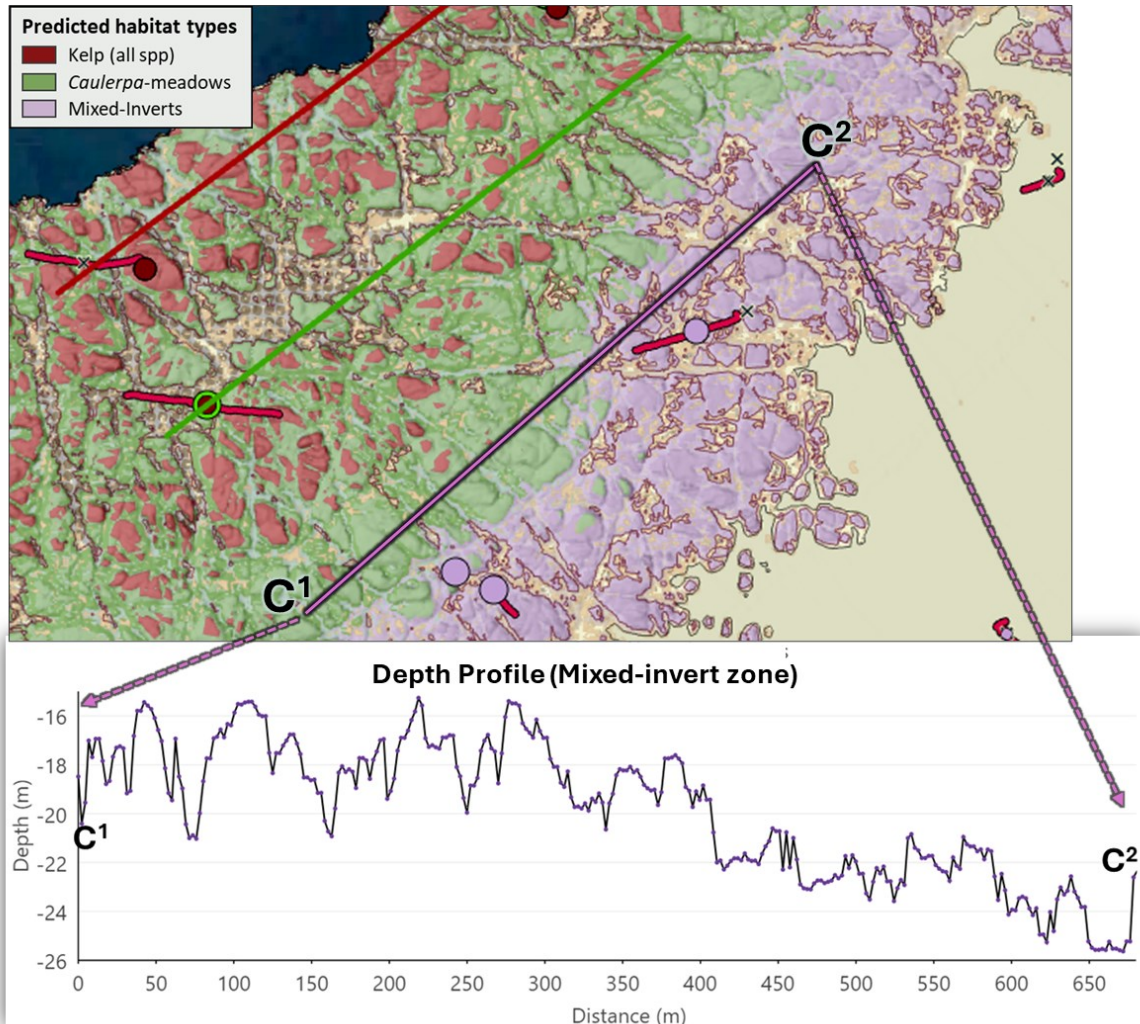 Predicted habitat types
Kelp (all spp)
Caulerpa-meadows
Mixed-Inverts
C²
C¹
Depth Profile (Mixed-invert zone)
Depth (m)
-16
-18
-20
-22
-24
-26
C¹
C²
0 50 100 150 200 250 300 350 400 450 500 550 600 650
Distance (m)